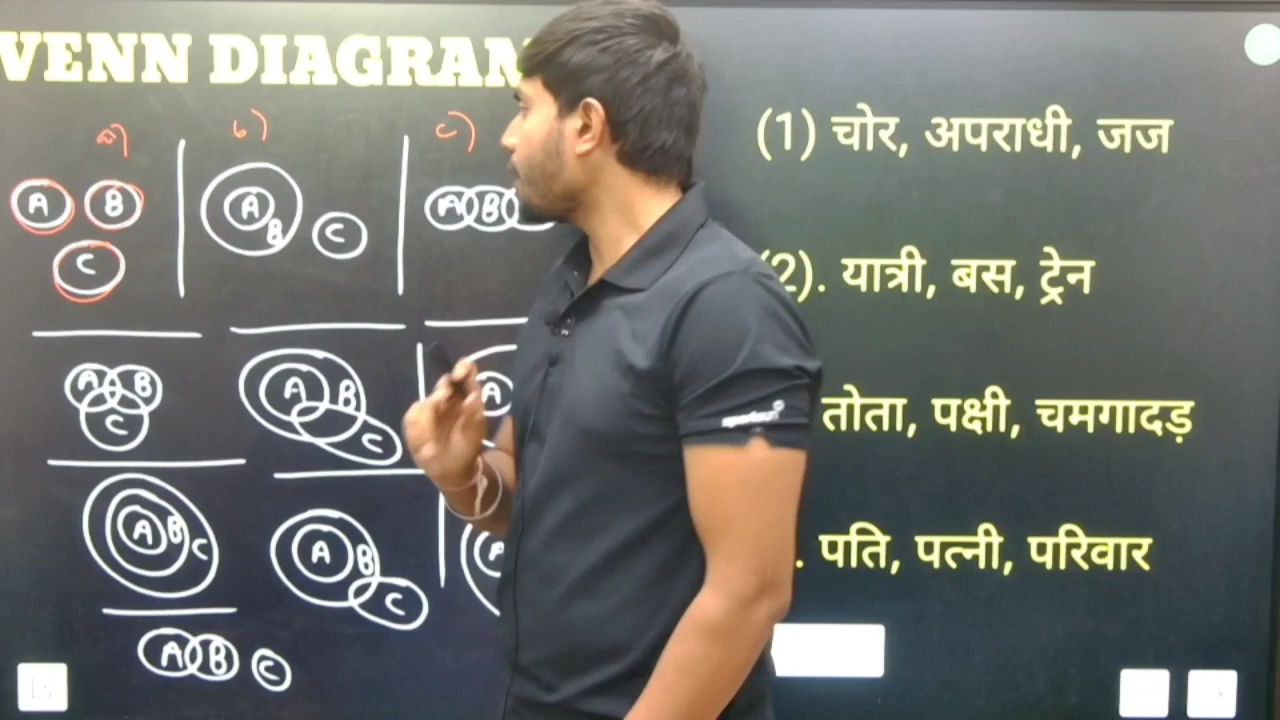 VENN DIAGRAM
a) b) c)
A B
C
A
B C
A B
(1) चोर, अपराधी, जज
(2). यात्री, बस, ट्रेन
A B
C
A B
C
A
तोता, पक्षी, चमगादड़
A B C
A B
C
A
. पति, पत्नी, परिवार
A B C